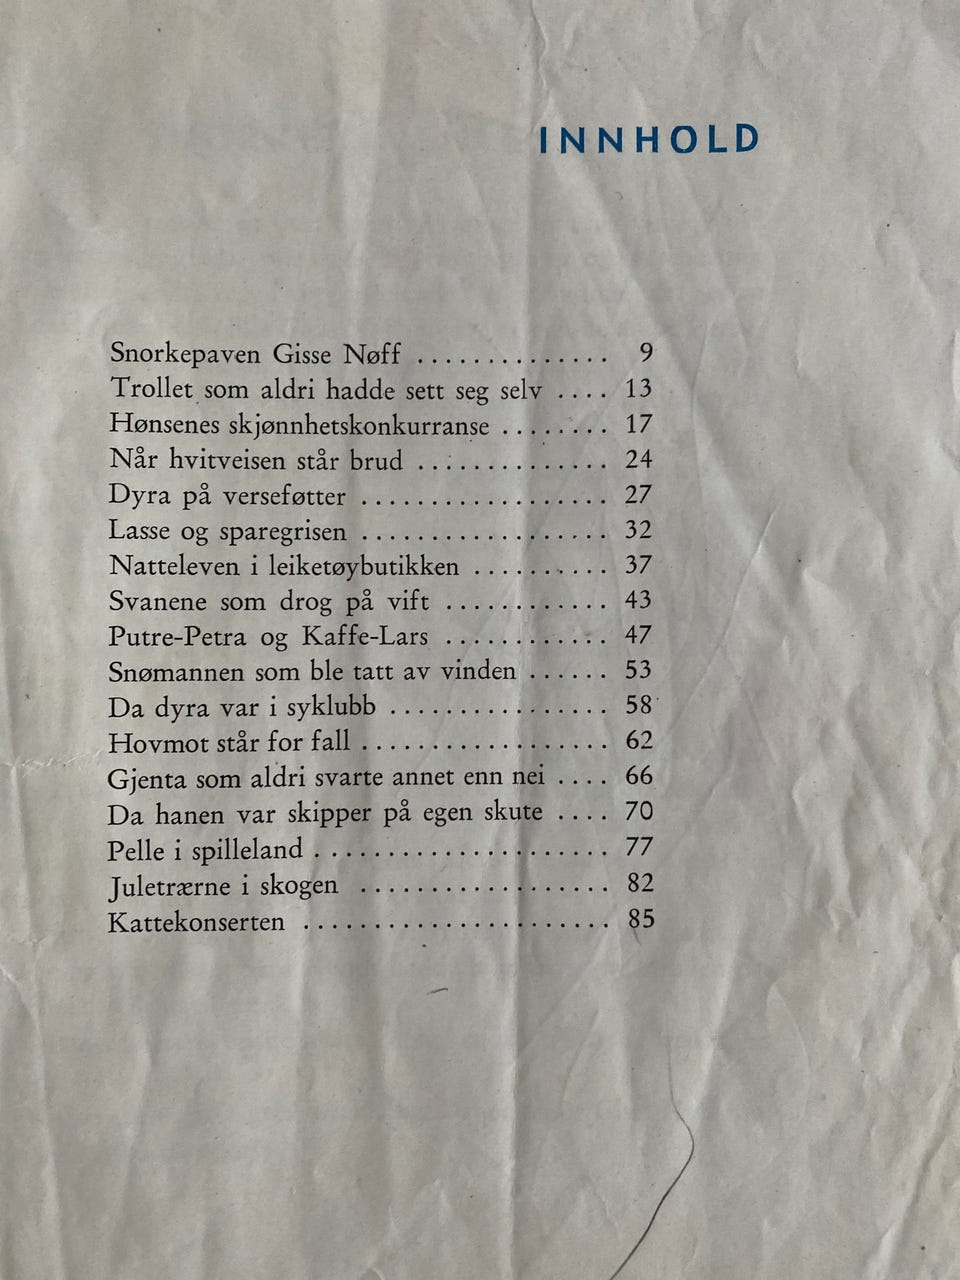 INNHOLD
Snorkepaven Gisse Nøff .............. 9
Trollet som aldri hadde sett seg selv .... 13
Hønsenes skjønnhetskonkurranse ........ 17
Når hvitveisen står brud .............. 24
Dyra på verseføtter .................. 27
Lasse og sparegrisen .................. 32
Natteleven i leiketøybutikken .......... 37
Svanene som drog på vift ............ 43
Putre-Petra og Kaffe-Lars ............ 47
Snømannen som ble tatt av vinden ...... 53
Da dyra var i syklubb ................ 58
Hovmot står for fall .................. 62
Gjenta som aldri svarte annet enn nei .... 66
Da hanen var skipper på egen skute .... 70
Pelle i spilleland ..................... 77
Juletrærne i skogen .................. 82
Kattekonserten ...................... 85